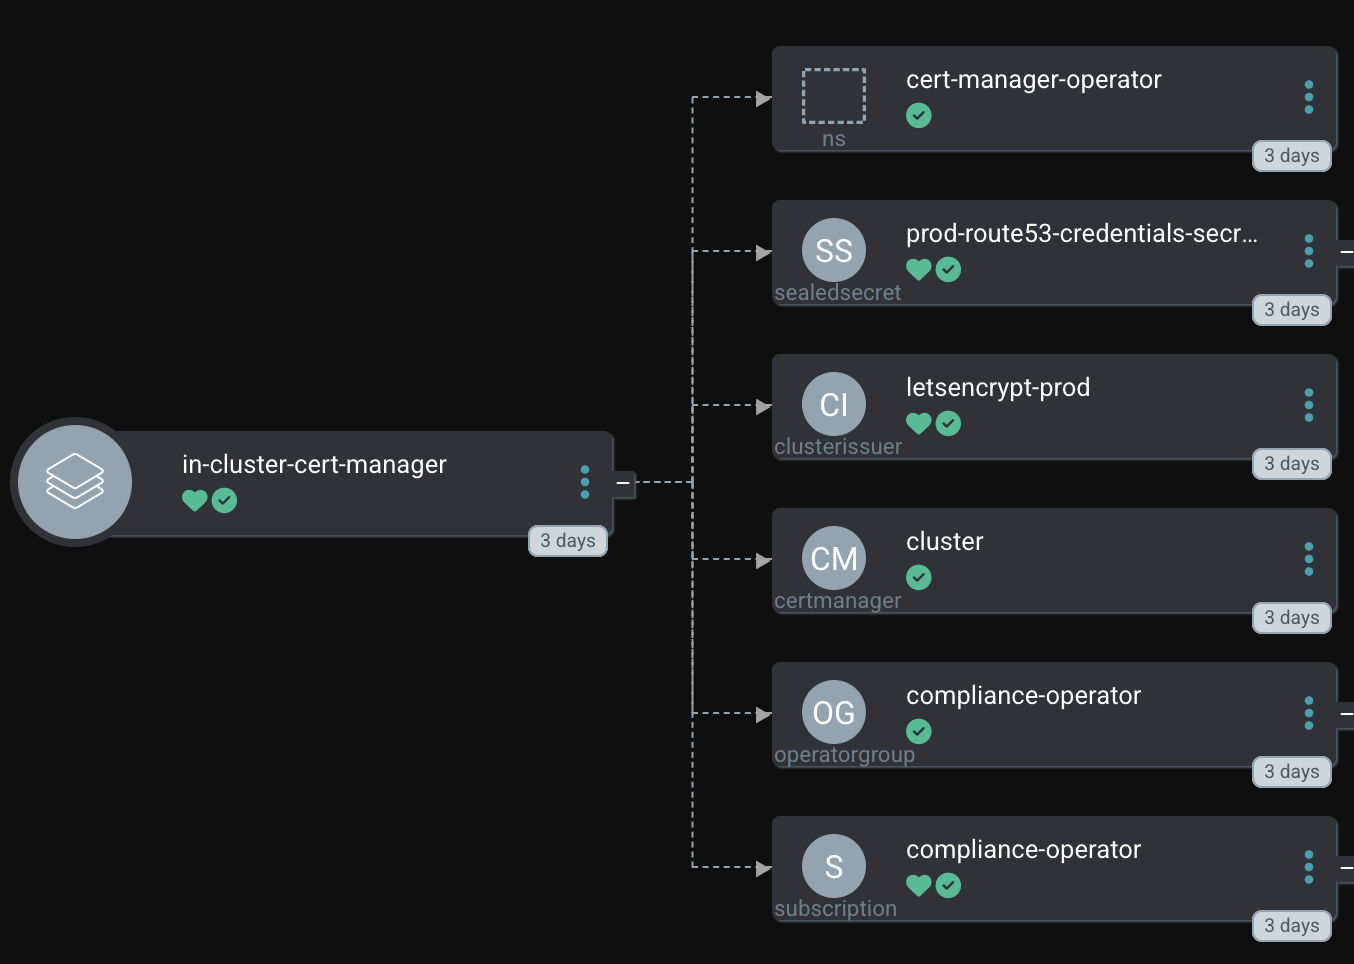 cert-manager-operator
ns
3 days
SS
prod-route53-credentials-secr...
sealedsecret
3 days
CI
letsencrypt-prod
clusterissuer
3 days
in-cluster-cert-manager
3 days
CM
cluster
certmanager
3 days
OG
compliance-operator
operatorgroup
3 days
S
compliance-operator
subscription
3 days